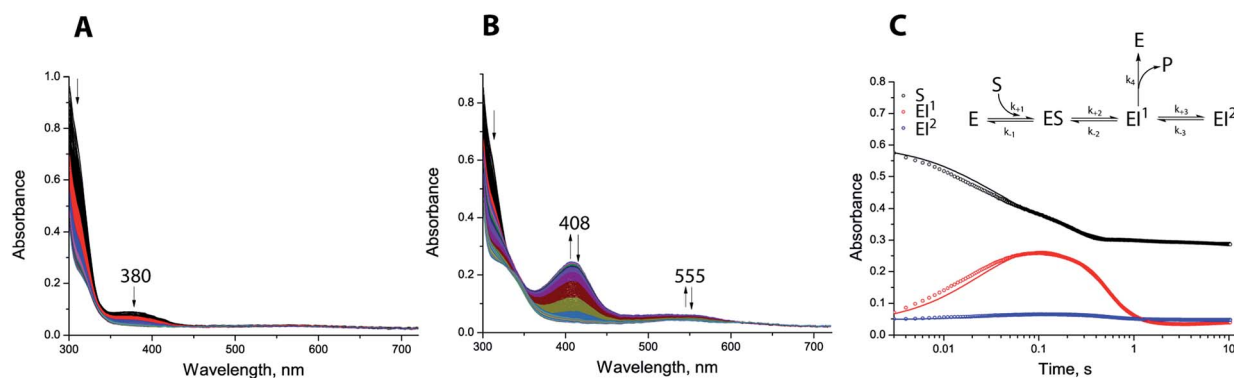 A
B
C
1.0
0.8
0.6
0.4
0.2
0.0
Absorbance
380
300
400
500
600
700
Wavelength, nm
0.8
0.6
0.4
0.2
0.0
Absorbance
408
555
300
400
500
600
700
Wavelength, nm
0.8
0.7
0.6
0.5
0.4
0.3
0.2
0.1
0.0
Absorbance
S
EI¹
EI²
E
P
k₄
S
k₊₁
E
k₋₁
ES
k₊₂
k₋₂
EI¹
k₊₃
k₋₃
EI²
0.01
0.1
1
10
Time, s